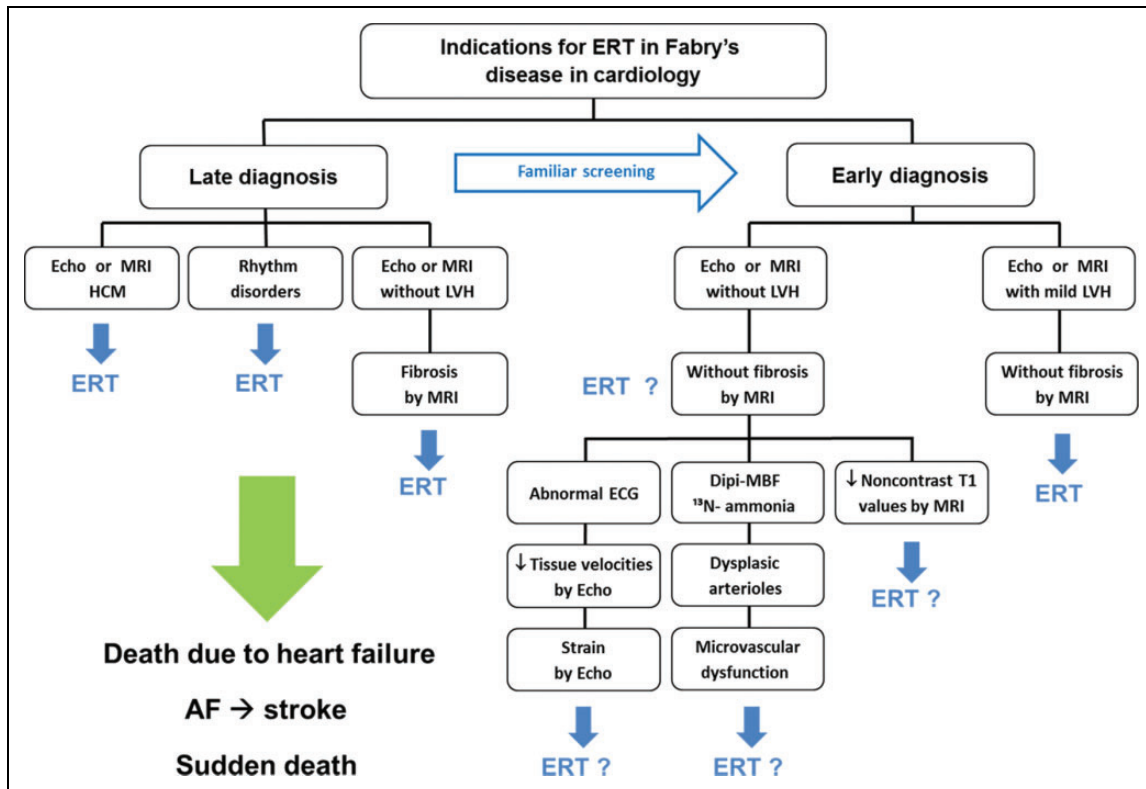 Indications for ERT in Fabry's
disease in cardiology
Late diagnosis
Familiar screening
Early diagnosis
Echo or MRI
HCM
Rhythm
disorders
Echo or MRI
without LVH
Echo or MRI
without LVH
Echo or MRI
with mild LVH
ERT
ERT
Fibrosis
by MRI
ERT ?
Without fibrosis
by MRI
Without fibrosis
by MRI
ERT
Abnormal ECG
Dipi-MBF
¹³N- ammonia
↓ Noncontrast T1
values by MRI
ERT
↓ Tissue velocities
by Echo
Dysplasic
arterioles
ERT ?
Strain
by Echo
Microvascular
dysfunction
Death due to heart failure
AF → stroke
Sudden death
ERT ?
ERT ?